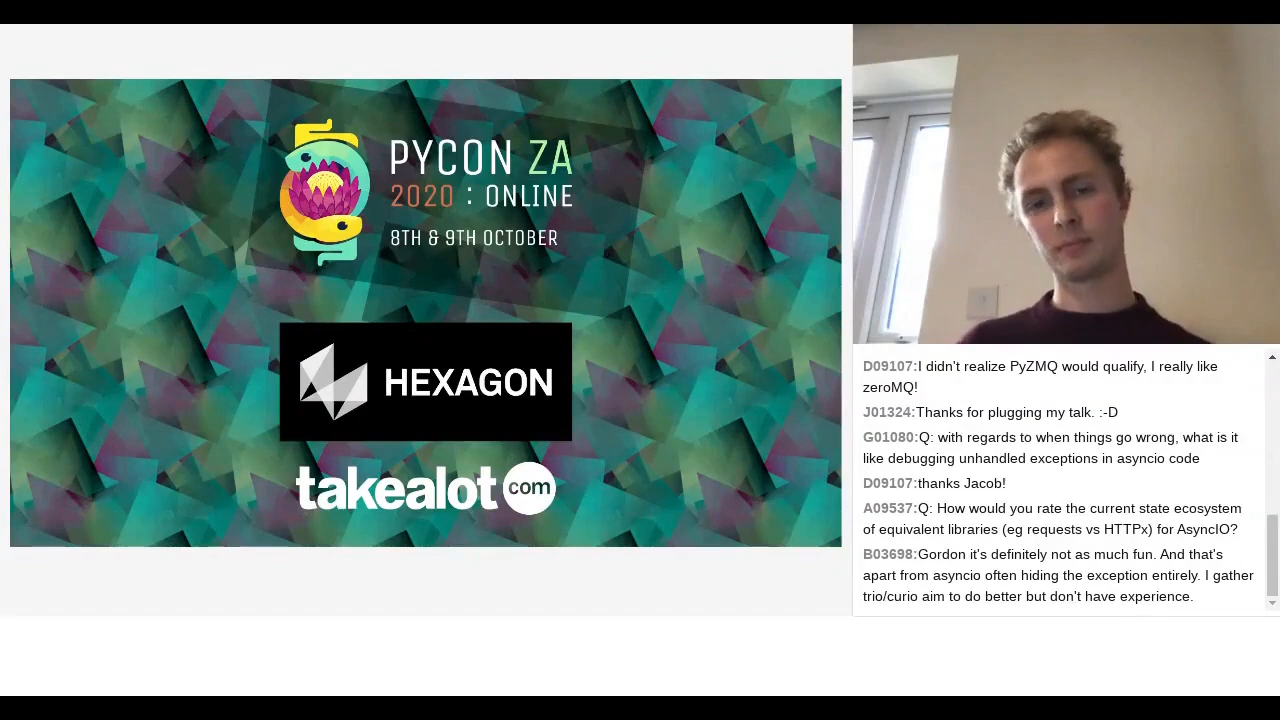 PYCON ZA
2020 : ONLINE
8TH & 9TH OCTOBER
HEXAGON
takealot com
D09107:I didn't realize PyZMQ would qualify, I really like
zeroMQ!
J01324:Thanks for plugging my talk. :-D
G01080:Q: with regards to when things go wrong, what is it
like debugging unhandled exceptions in asyncio code
D09107:thanks Jacob!
A09537:Q: How would you rate the current state ecosystem
of equivalent libraries (eg requests vs HTTPx) for AsyncIO?
B03698:Gordon it's definitely not as much fun. And that's
apart from asyncio often hiding the exception entirely. I gather
trio/curio aim to do better but don't have experience.